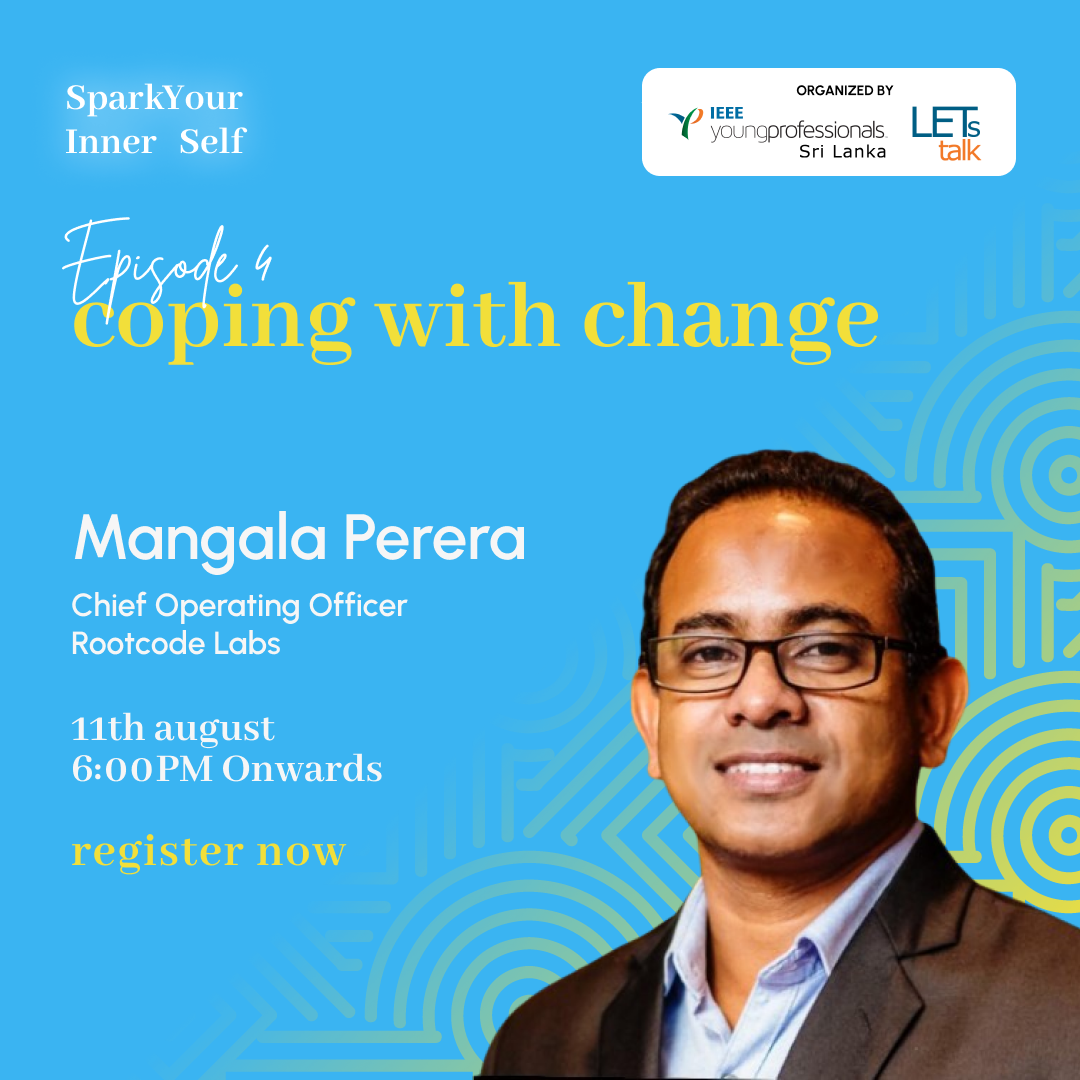 SparkYour
Inner Self
ORGANIZED BY
IEEE
youngprofessionals
Sri Lanka
LETs
talk
Episode 4
coping with change
Mangala Perera
Chief Operating Officer
Rootcode Labs
11th august
6:00PM Onwards
register now